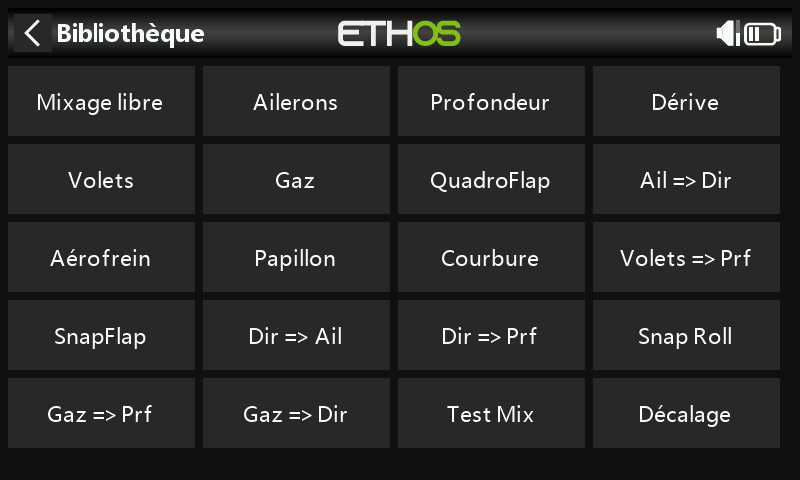 Bibliothèque
ETHOS
Mixage libre
Ailerons
Profondeur
Dérive
Volets
Gaz
QuadroFlap
Ail => Dir
Aérofrein
Papillon
Courbure
Volets => Prf
SnapFlap
Dir => Ail
Dir => Prf
Snap Roll
Gaz => Prf
Gaz => Dir
Test Mix
Décalage